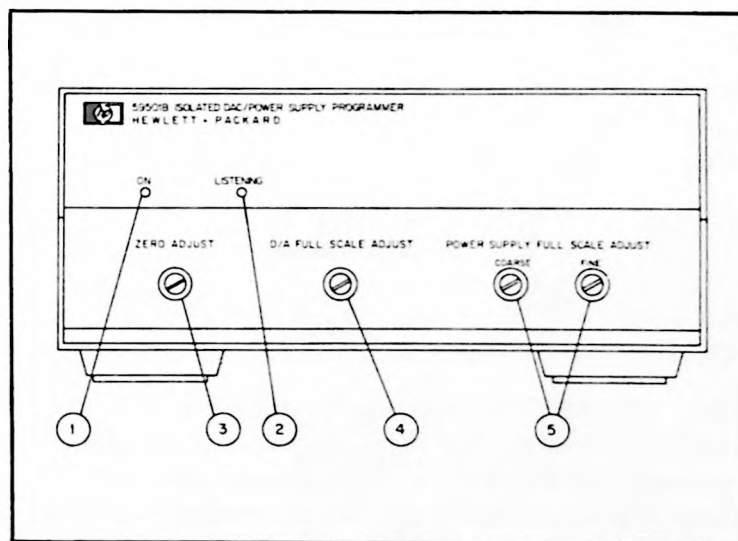 59501B ISOLATED DAC/POWER SUPPLY PROGRAMMER
HEWLETT • PACKARD
ON
LISTENING
ZERO ADJUST
D/A FULL SCALE ADJUST
POWER SUPPLY FULL SCALE ADJUST
COARSE
FINE
1
3
2
4
5